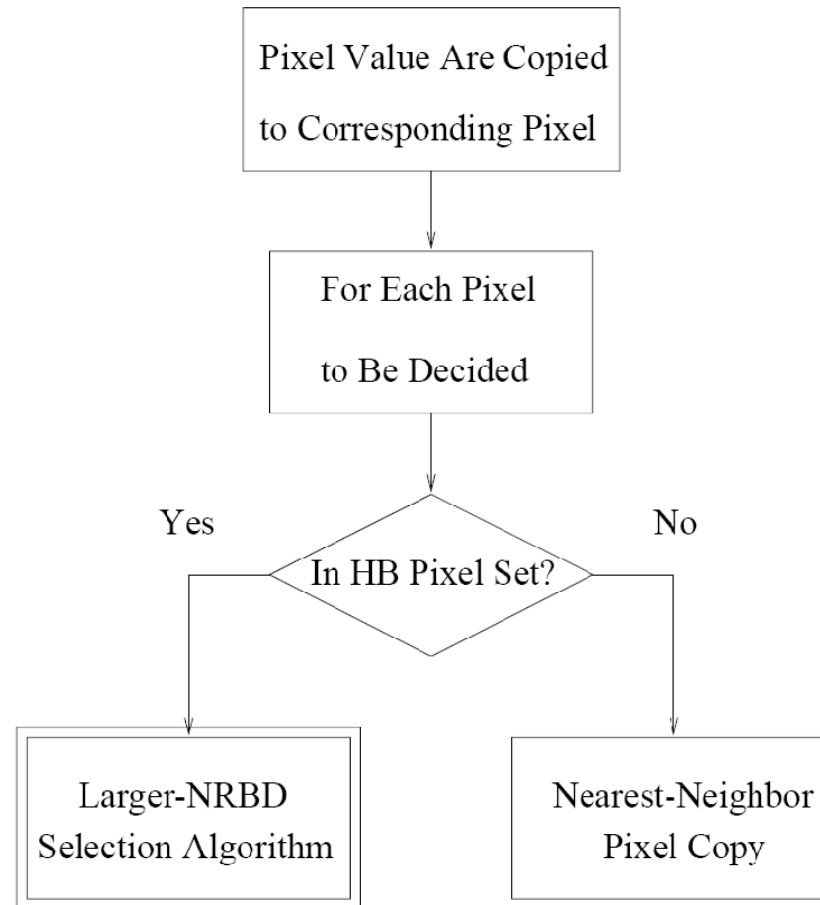 Pixel Value Are Copied
to Corresponding Pixel
For Each Pixel
to Be Decided
Yes
No
In HB Pixel Set?
Larger-NRBD
Selection Algorithm
Nearest-Neighbor
Pixel Copy